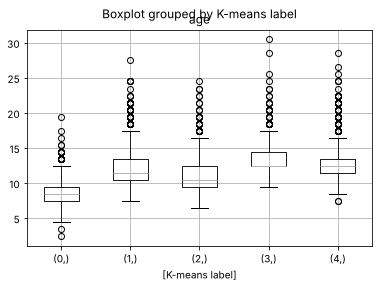 Boxplot grouped by K-means label
age
30
25
20
15
10
5
(0,) (1,) (2,) (3,) (4,)
[K-means label]